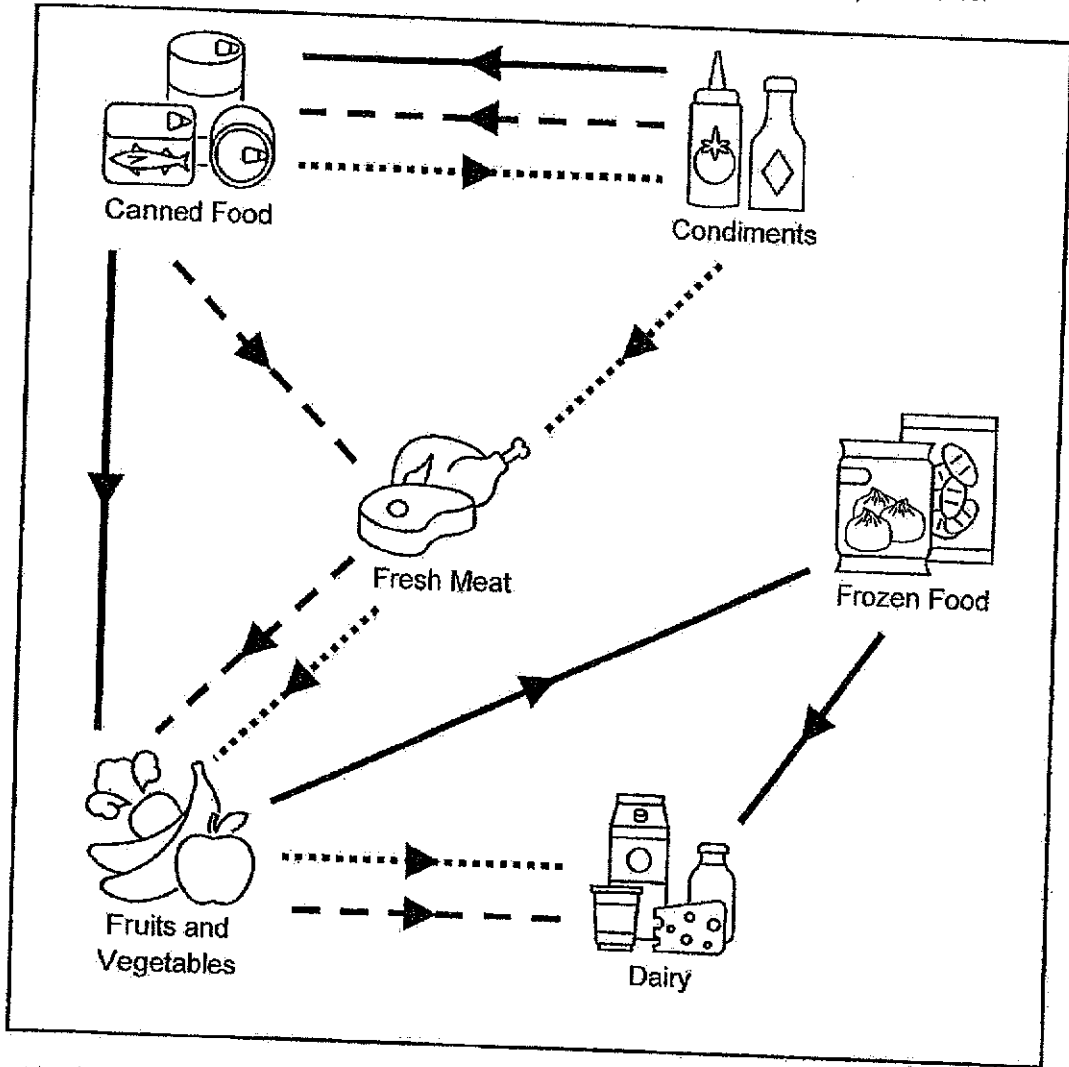 Canned Food
Condiments
Fresh Meat
Frozen Food
Fruits and
Vegetables
Dairy